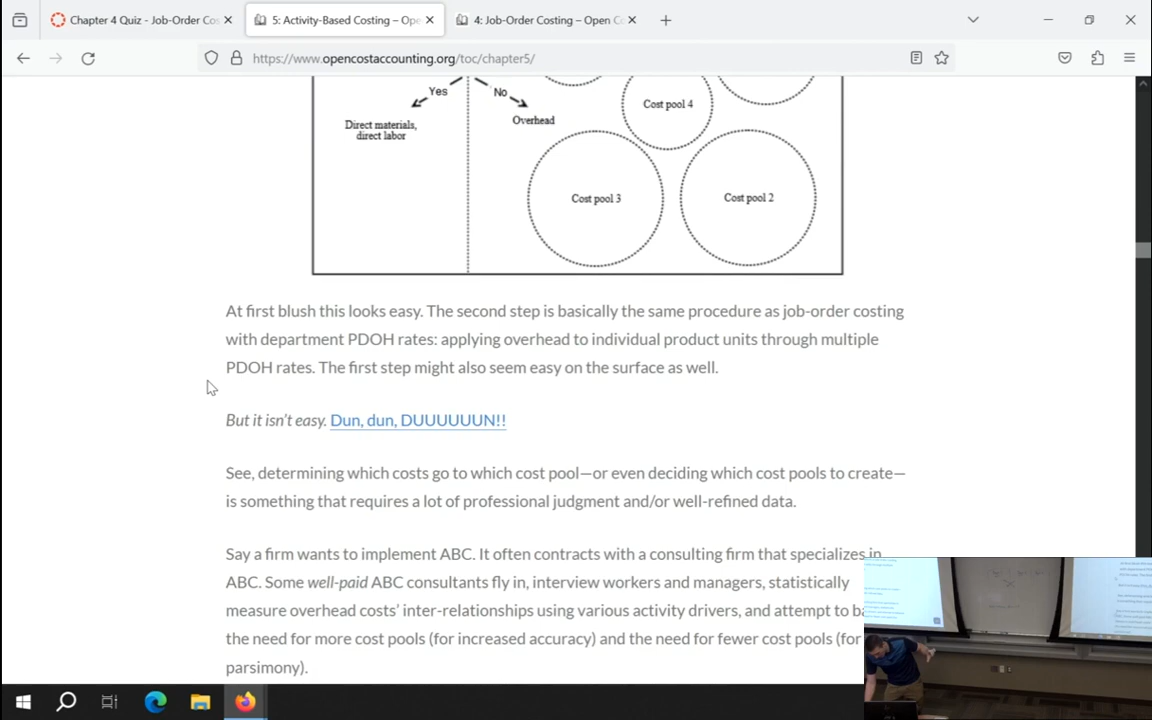 Chapter 4 Quiz - Job-Order Cos
5: Activity-Based Costing – Ope
4: Job-Order Costing – Open C
https://www.opencostaccounting.org/toc/chapter5/
Yes
No
Direct materials,
direct labor
Overhead
Cost pool 4
Cost pool 3
Cost pool 2
At first blush this looks easy. The second step is basically the same procedure as job-order costing
with department PDOH rates: applying overhead to individual product units through multiple
PDOH rates. The first step might also seem easy on the surface as well.
But it isn't easy. Dun, dun, DUUUUUUN!!
See, determining which costs go to which cost pool—or even deciding which cost pools to create—
is something that requires a lot of professional judgment and/or well-refined data.
Say a firm wants to implement ABC. It often contracts with a consulting firm that specializes in
ABC. Some well-paid ABC consultants fly in, interview workers and managers, statistically
measure overhead costs' inter-relationships using various activity drivers, and attempt to ba
the need for more cost pools (for increased accuracy) and the need for fewer cost pools (for
parsimony).